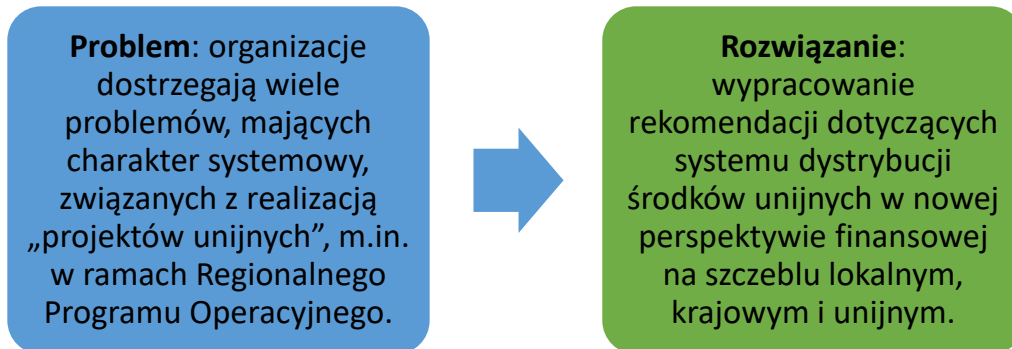 Problem: organizacje
dostrzegają wiele
problemów, mających
charakter systemowy,
związanych z realizacją
„projektów unijnych”, m.in.
w ramach Regionalnego
Programu Operacyjnego.
Rozwiązanie:
wypracowanie
rekomendacji dotyczących
systemu dystrybucji
środków unijnych w nowej
perspektywie finansowej
na szczeblu lokalnym,
krajowym i unijnym.